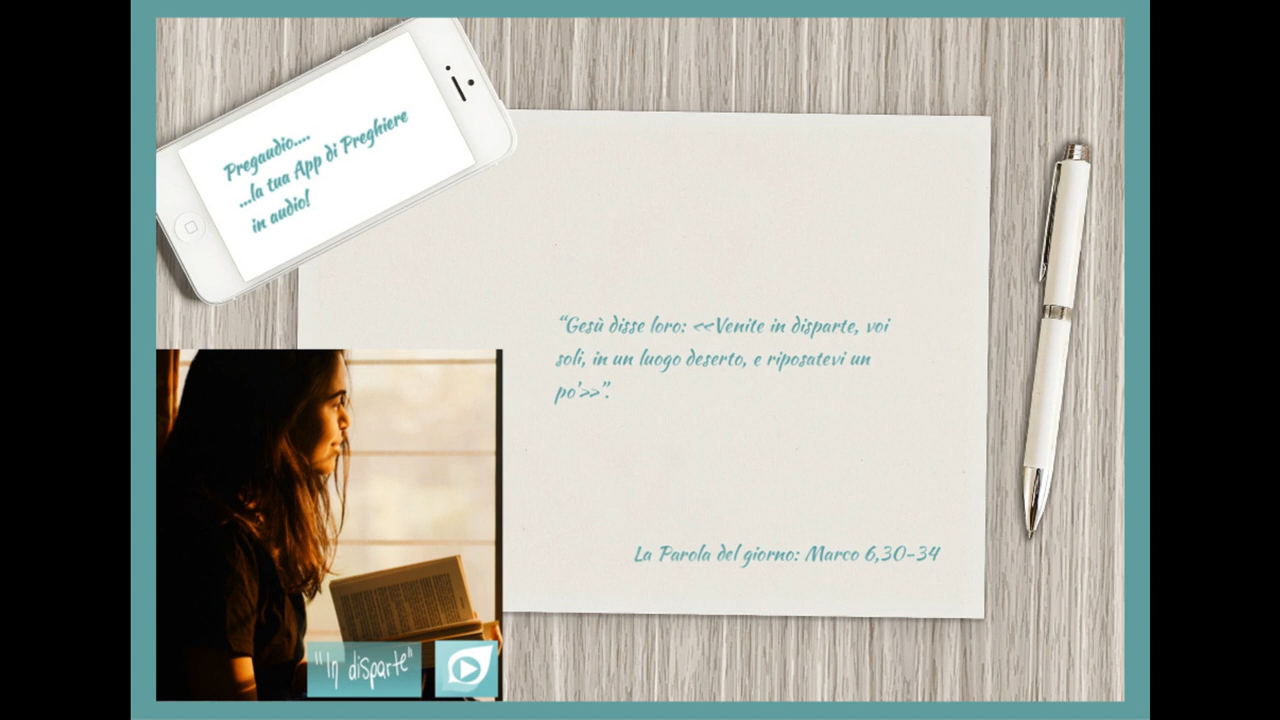 Pregaudio....
...la tua App di Preghiere
in audio!
“Gesù disse loro: <<Venite in disparte, voi
soli, in un luogo deserto, e riposatevi un
po'>>”.
La Parola del giorno: Marco 6,30-34
"In disparte"